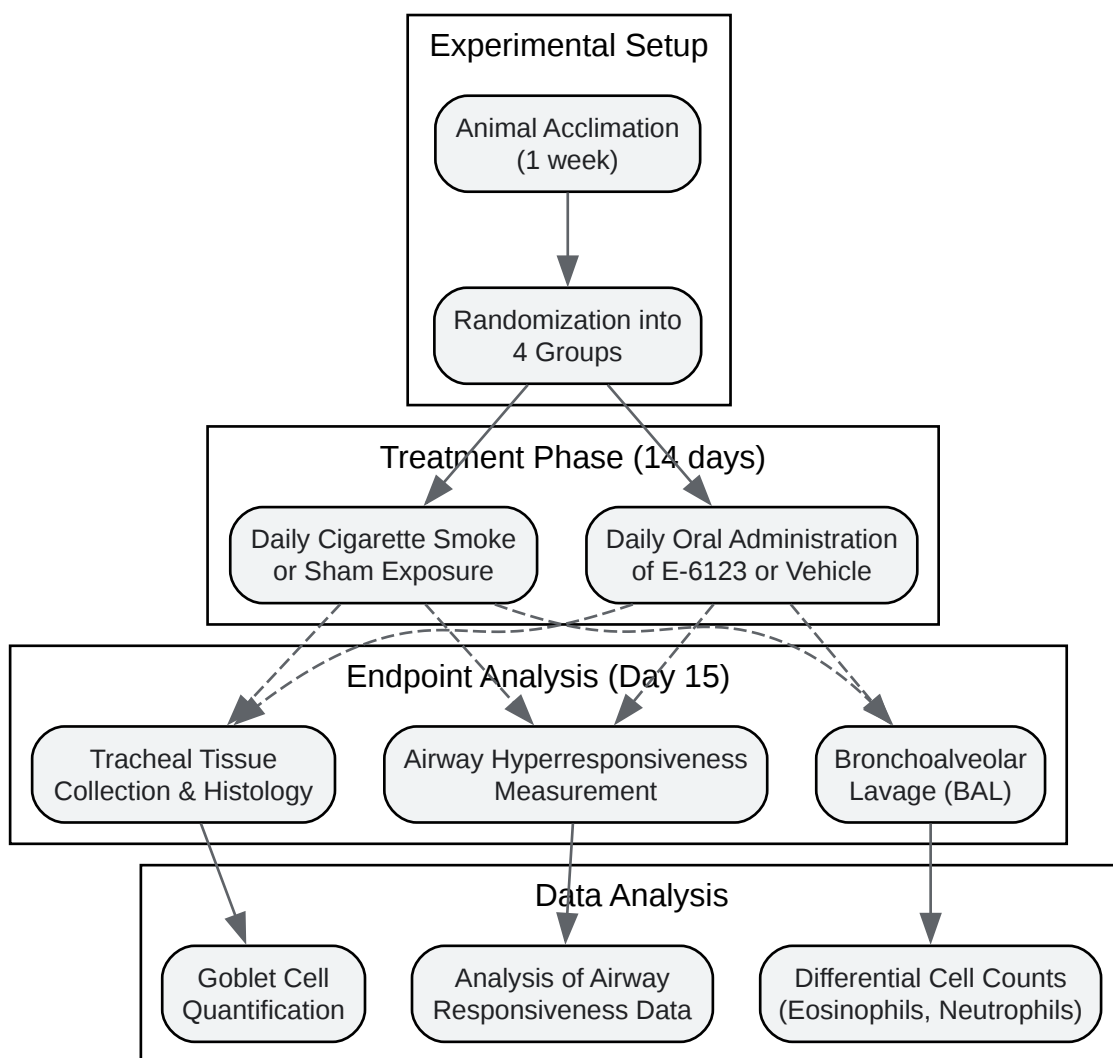 Experimental Setup
Animal Acclimation
(1 week)
Randomization into
4 Groups
Treatment Phase (14 days)
Daily Cigarette Smoke
or Sham Exposure
Daily Oral Administration
of E-6123 or Vehicle
Endpoint Analysis (Day 15)
Tracheal Tissue
Collection & Histology
Airway Hyperresponsiveness
Measurement
Bronchoalveolar
Lavage (BAL)
Data Analysis
Goblet Cell
Quantification
Analysis of Airway
Responsiveness Data
Differential Cell Counts
(Eosinophils, Neutrophils)